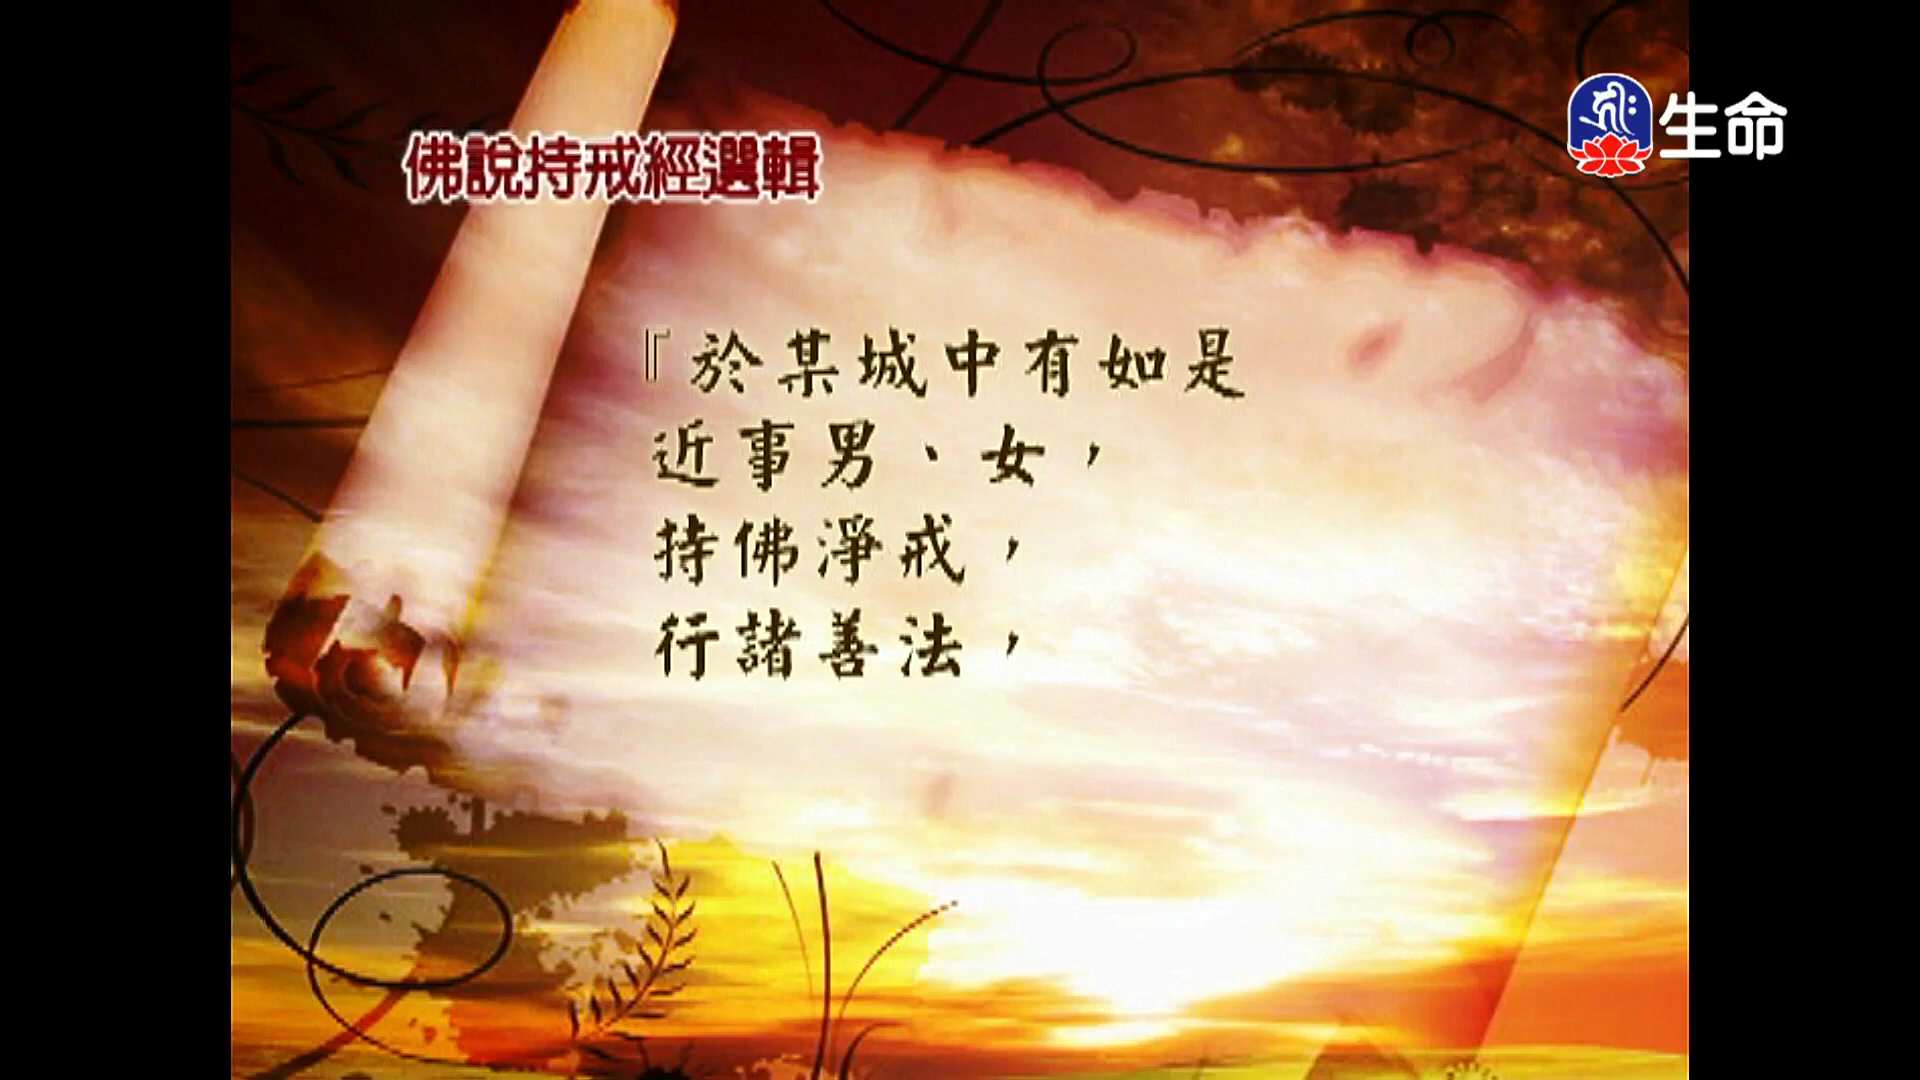 生命
佛說持戒經選輯
『於某城中有如是
近事男、女，
持佛淨戒，
行諸善法，